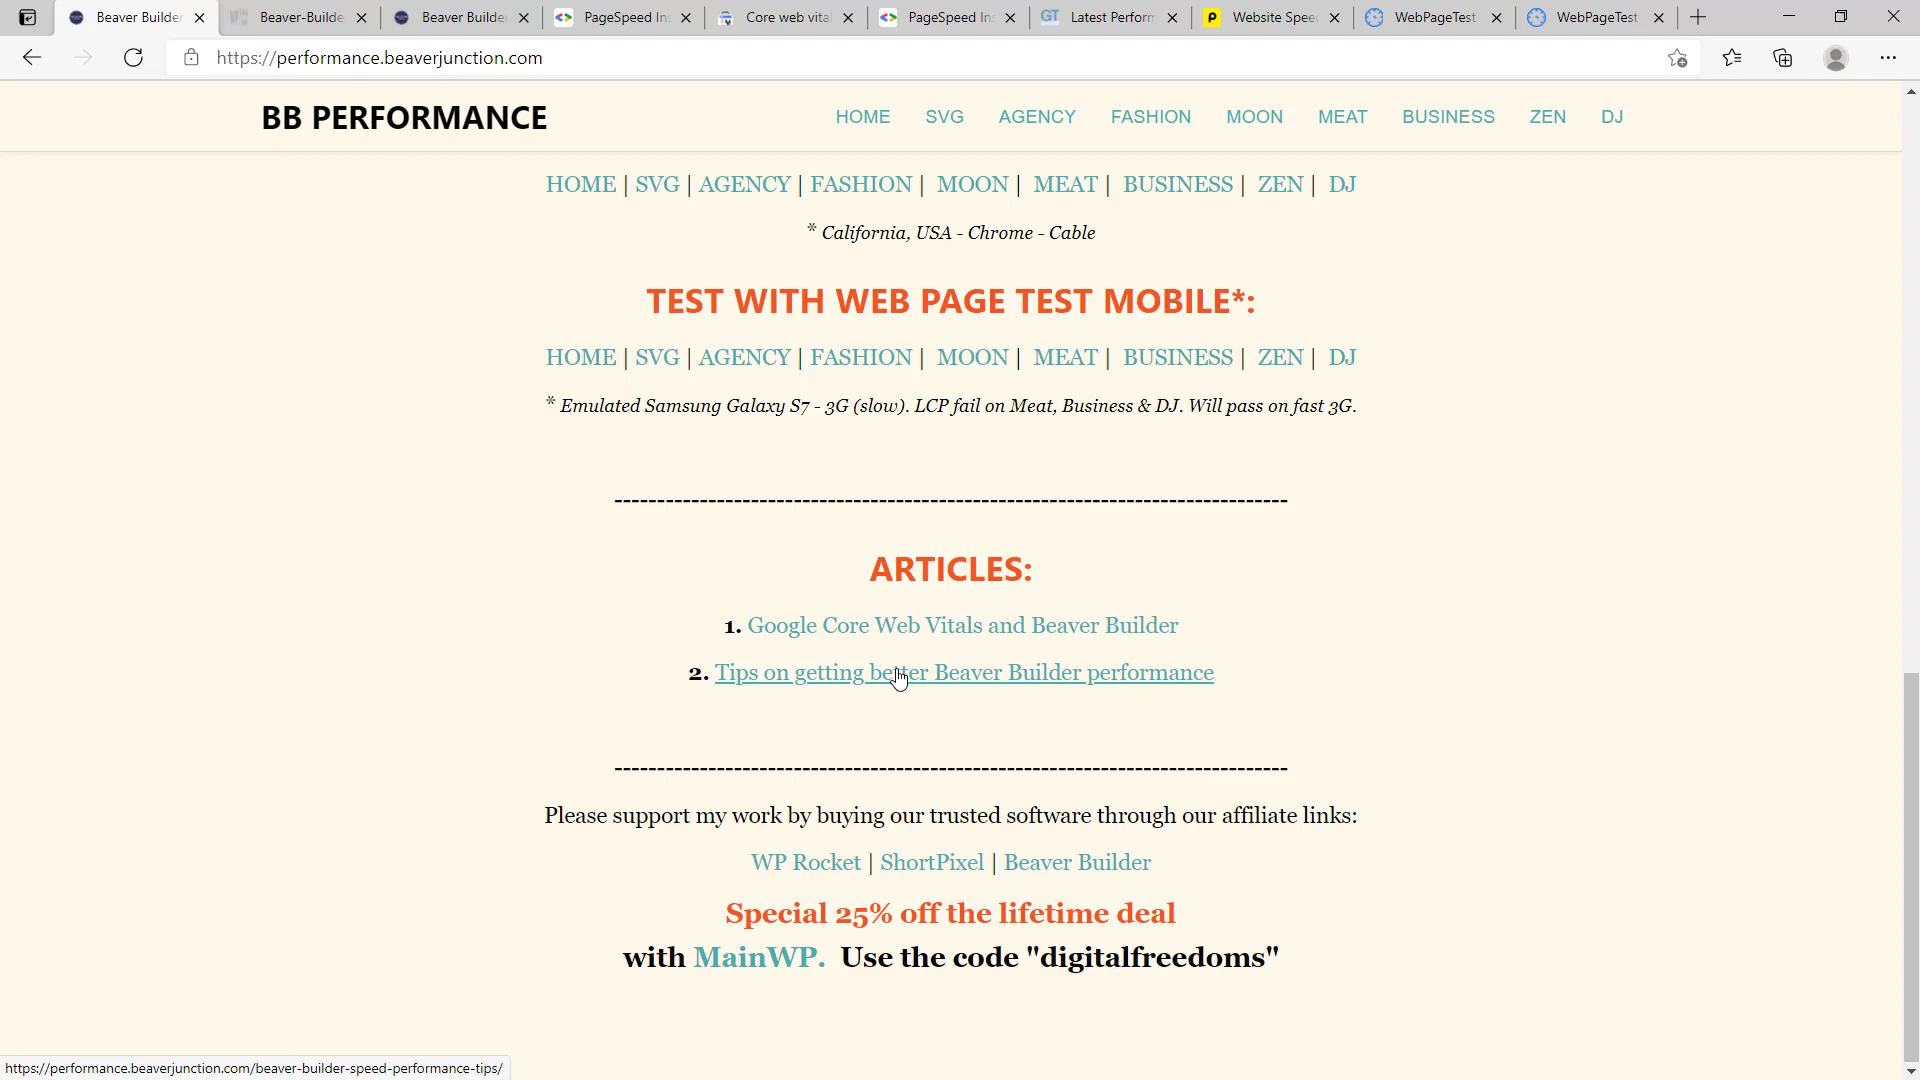 Beaver Builder
Beaver-Builde
Beaver Builde
PageSpeed In
Core web vita
PageSpeed In
GT Latest Perform
Website Spee
WebPageTest
WebPageTest
https://performance.beaverjunction.com
BB PERFORMANCE
HOME SVG AGENCY FASHION MOON MEAT BUSINESS ZEN DJ
HOME | SVG | AGENCY | FASHION | MOON | MEAT | BUSINESS | ZEN | DJ
* California, USA - Chrome - Cable
TEST WITH WEB PAGE TEST MOBILE*:
HOME | SVG | AGENCY | FASHION | MOON | MEAT | BUSINESS | ZEN | DJ
* Emulated Samsung Galaxy S7 - 3G (slow). LCP fail on Meat, Business & DJ. Will pass on fast 3G.
--------------------------------------------------------------------------------
ARTICLES:
1. Google Core Web Vitals and Beaver Builder
2. Tips on getting better Beaver Builder performance
--------------------------------------------------------------------------------
Please support my work by buying our trusted software through our affiliate links:
WP Rocket | ShortPixel | Beaver Builder
Special 25% off the lifetime deal
with MainWP. Use the code "digitalfreedoms"
https://performance.beaverjunction.com/beaver-builder-speed-performance-tips/